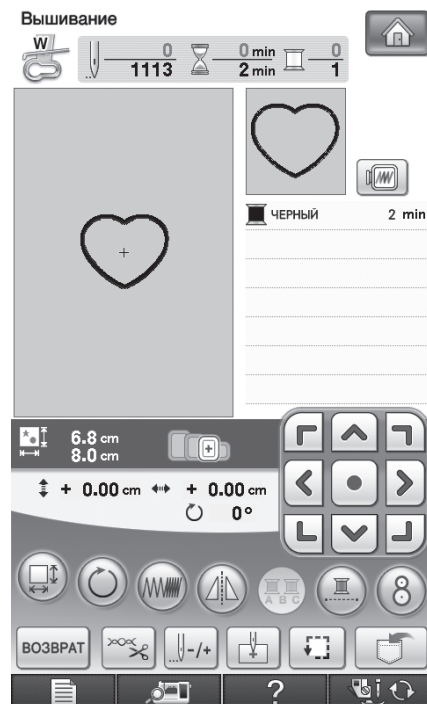 Вышивание
W
0 0 min 0
1113 2 min 1
ЧЕРНЫЙ 2 min
6.8 cm
8.0 cm
+ 0.00 cm + 0.00 cm
0°
A B C 8
ВОЗВРАТ -/+
?